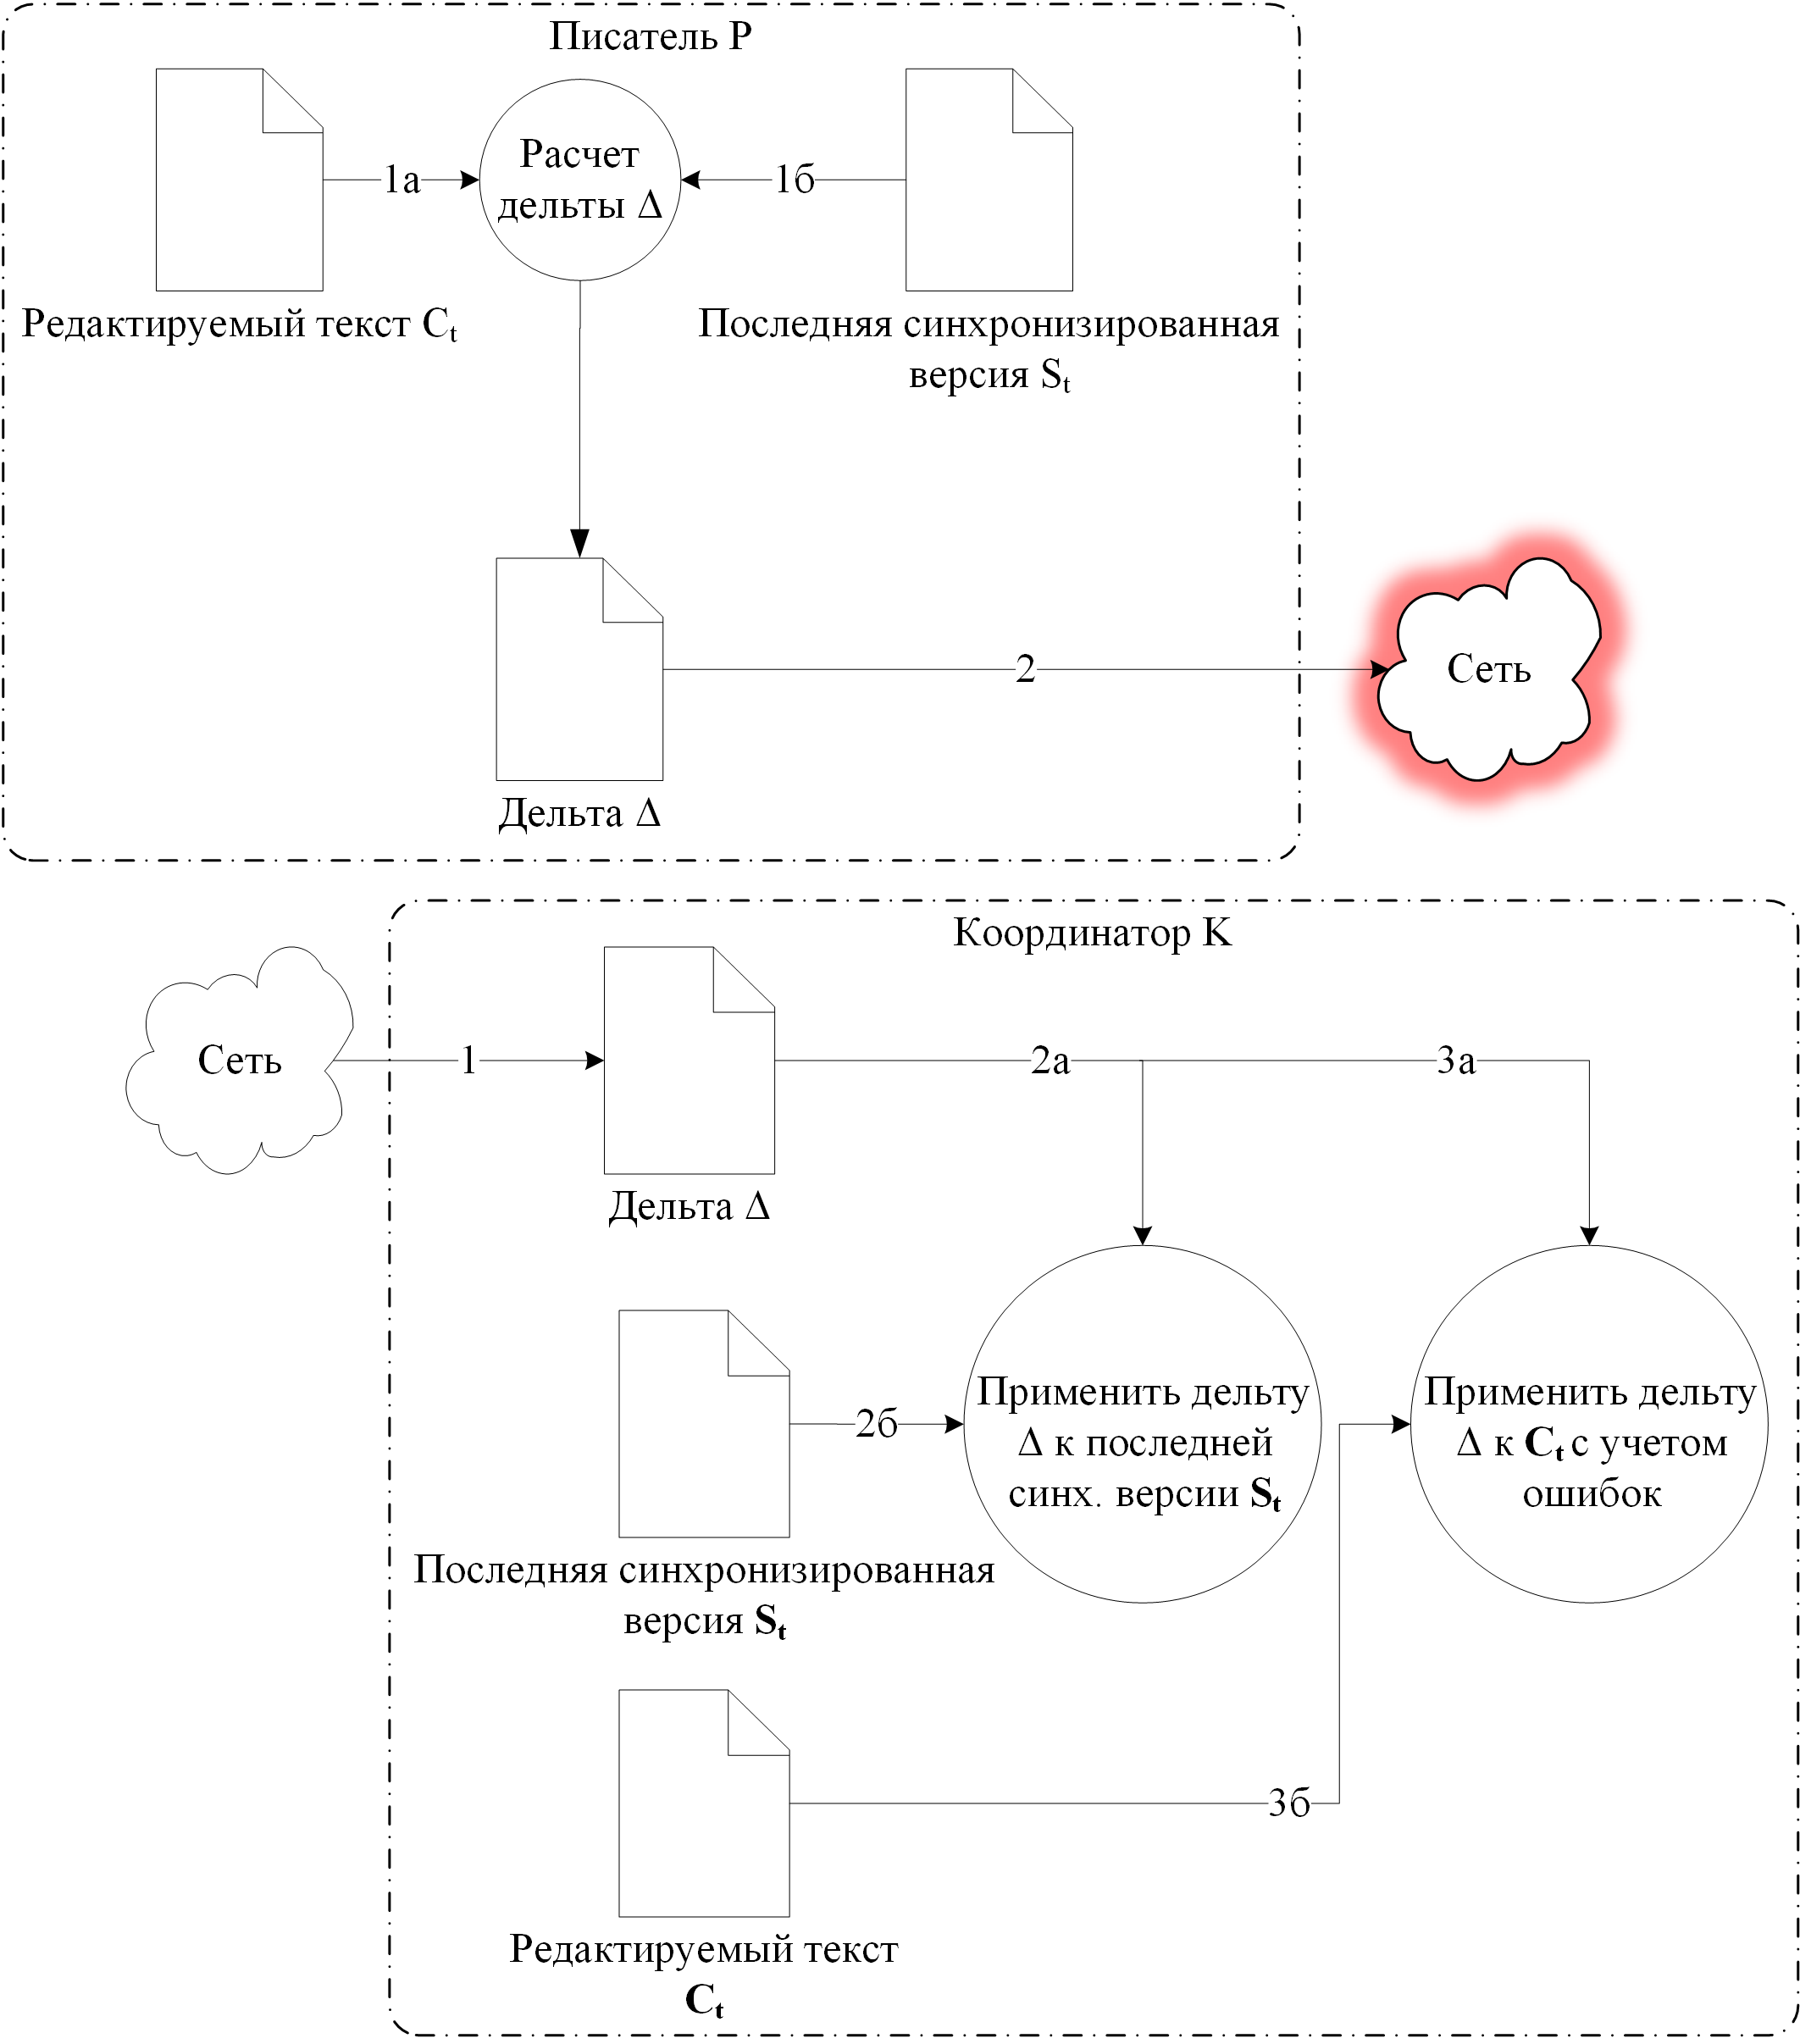 Писатель P
1а
Расчет
дельты Δ
1б
Редактируемый текст Ct
Последняя синхронизированная
версия St
2
Сеть
Дельта Δ
Координатор K
Сеть
1
2а
3а
Дельта Δ
2б
Применить дельту
Δ к последней
синх. версии St
Применить дельту
Δ к Ct с учетом
ошибок
Последняя синхронизированная
версия St
3б
Редактируемый текст
Ct